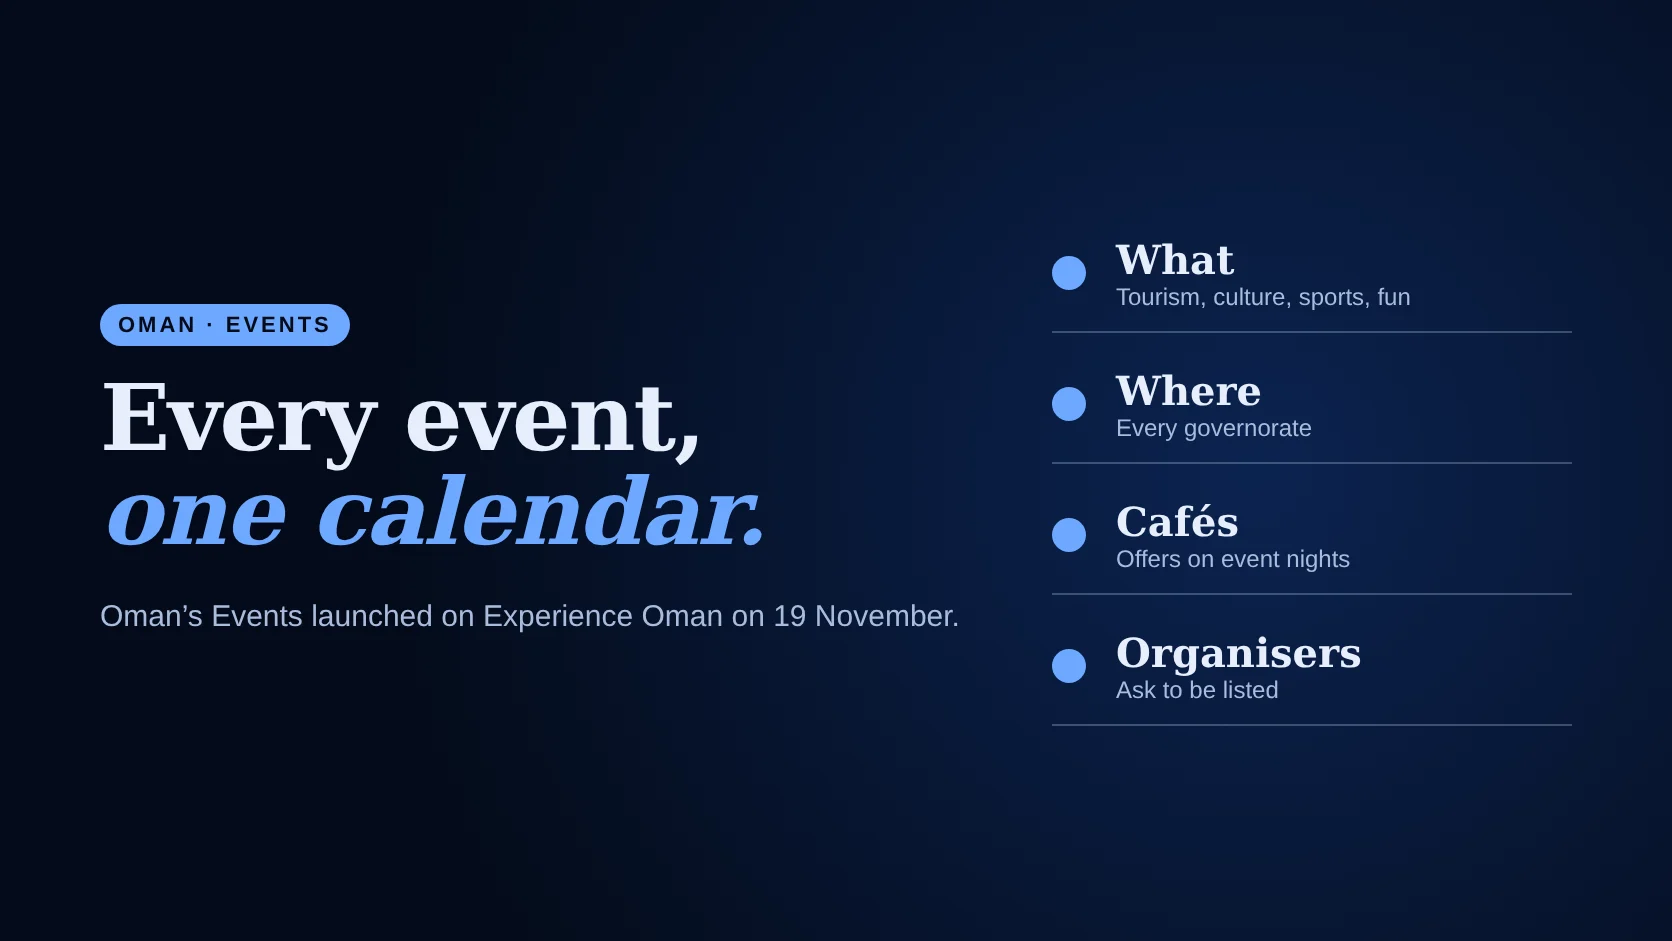 OMAN · EVENTS
Every event,
one calendar.
Oman’s Events launched on Experience Oman on 19 November.
What
Tourism, culture, sports, fun
Where
Every governorate
Cafés
Offers on event nights
Organisers
Ask to be listed